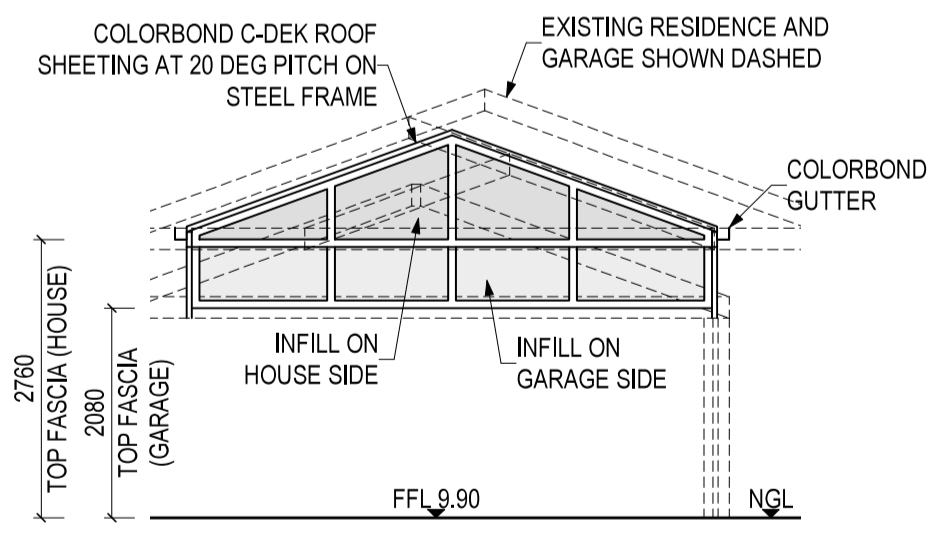 COLORBOND C-DEK ROOF
SHEETING AT 20 DEG PITCH ON
STEEL FRAME
EXISTING RESIDENCE AND
GARAGE SHOWN DASHED
COLORBOND
GUTTER
INFILL ON
HOUSE SIDE
INFILL ON
GARAGE SIDE
2760
TOP FASCIA (HOUSE)
2080
TOP FASCIA
(GARAGE)
FFL 9.90
NGL